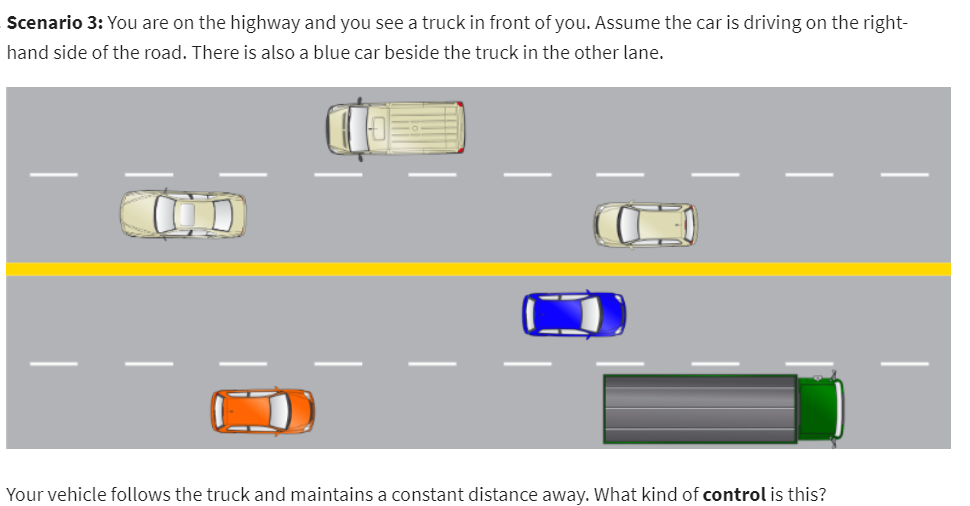 Scenario 3: You are on the highway and you see a truck in front of you. Assume the car is driving on the right-
hand side of the road. There is also a blue car beside the truck in the other lane.
Your vehicle follows the truck and maintains a constant distance away. What kind of control is this?